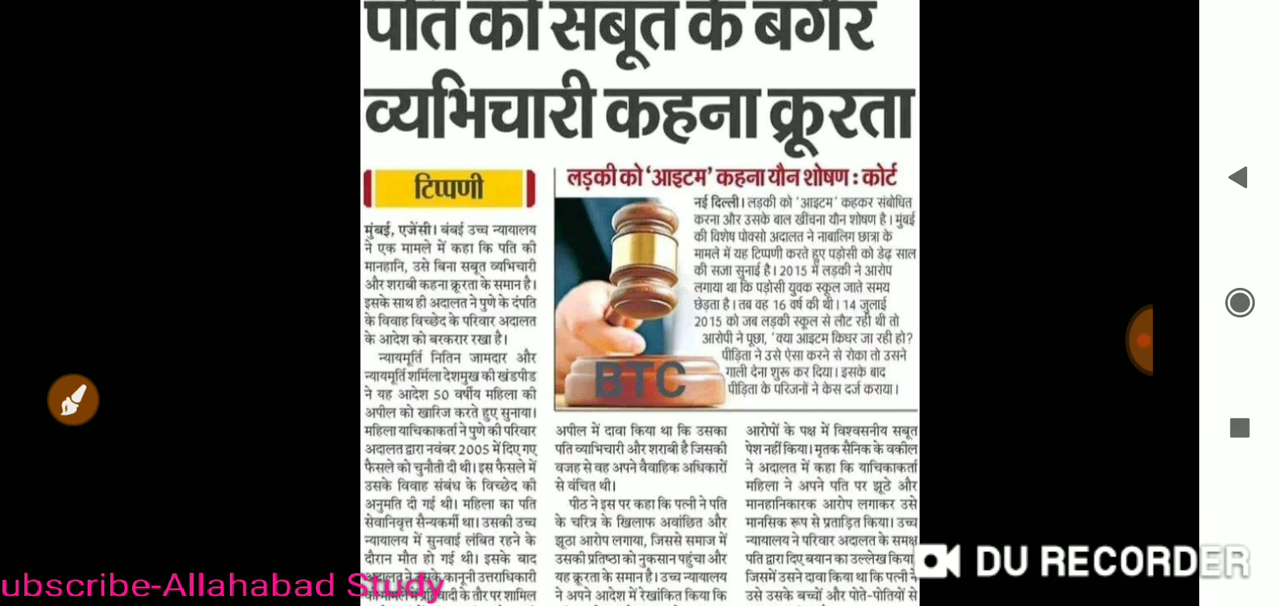 पति को सबूत के बगैर
व्यभिचारी कहना क्रूरता
टिप्पणी
मुंबई, एजेंसी। बंबई उच्च न्यायालय
ने एक मामले में कहा कि पति की
मानहानि, उसे बिना सबूत व्यभिचारी
और शराबी कहना क्रूरता के समान है।
इसके साथ ही अदालत ने पुणे के दंपति
के विवाह विच्छेद के परिवार अदालत
के आदेश को बरकरार रखा है।
न्यायमूर्ति नितिन जामदार और
न्यायमूर्ति शर्मिला देशमुख की खंडपीड
ने यह आदेश 50 वर्षीय महिला की
अपील को खारिज करते हुए सुनाया।
महिला याचिकाकर्ता ने पुणे की परिवार
अदालत द्वारा नवंबर 2005 में दिए गए
फैसले को चुनौती दी थी। इस फैसले में
उसके विवाह संबंध के विच्छेद की
अनुमति दी गई थी। महिला का पति
सेवानिवृत्त सैन्यकर्मी था। उसकी उच्च
न्यायालय में सुनवाई लंबित रहने के
दौरान मौत हो गई थी। इसके बाद
अदालत ने उसके कानूनी उत्तराधिकारी
को मामले में प्रतिवादी के तौर पर शामिल
लड़की को 'आइटम' कहना यौन शोषण : कोर्ट
नई दिल्ली। लड़की को 'आइटम' कहकर संबोधित
करना और उसके बाल खींचना यौन शोषण है। मुंबई
की विशेष पोक्सो अदालत ने नाबालिग छात्रा के
मामले में यह टिप्पणी करते हुए पड़ोसी को डेढ़ साल
की सजा सुनाई है। 2015 में लड़की ने आरोप
लगाया था कि पड़ोसी युवक स्कूल जाते समय
छेड़ता है। तब वह 16 वर्ष की थी। 14 जुलाई
2015 को जब लड़की स्कूल से लौट रही थी तो
आरोपी ने पूछा, 'क्या आइटम किधर जा रही हो?
पीड़िता ने उसे ऐसा करने से रोका तो उसने
गाली देना शुरू कर दिया। इसके बाद
पीड़िता के परिजनों ने केस दर्ज कराया।
BTC
अपील में दावा किया था कि उसका
पति व्याभिचारी और शराबी है जिसकी
वजह से वह अपने वैवाहिक अधिकारों
से वंचित थी।
पीठ ने इस पर कहा कि पत्नी ने पति
के चरित्र के खिलाफ अवांछित और
झूठा आरोप लगाया, जिससे समाज में
उसकी प्रतिष्ठा को नुकसान पहुंचा और
यह क्रूरता के समान है। उच्च न्यायालय
ने अपने आदेश में रेखांकित किया कि
आरोपों के पक्ष में विश्वसनीय सबूत
पेश नहीं किया। मृतक सैनिक के वकील
ने अदालत में कहा कि याचिकाकर्ता
महिला ने अपने पति पर झूठे और
मानहानिकारक आरोप लगाकर उसे
मानसिक रूप से प्रताड़ित किया। उच्च
न्यायालय ने परिवार अदालत के समक्ष
पति द्वारा दिए बयान का उल्लेख किया
जिसमें उसने दावा किया था कि पत्नी ने
उसे उसके बच्चों और पोते-पोतियों से
ubscribe-Allahabad Study
DU RECORDER